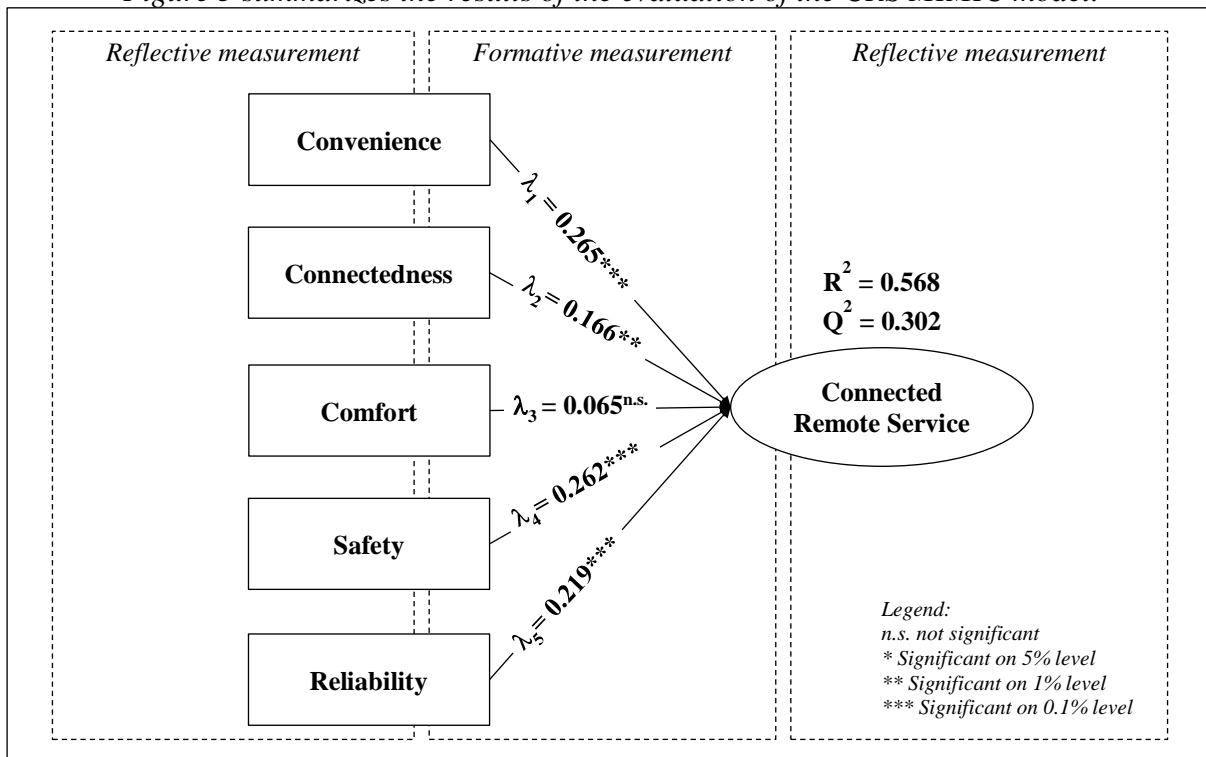 Figure 3 summarizes the results of the evaluation of the CRS MIMIC model.
Reflective measurement
Formative measurement
Reflective measurement
Convenience
λ1 = 0.265***
Connectedness
λ2 = 0.166**
R² = 0.568
Q² = 0.302
Comfort
λ3 = 0.065n.s.
Connected
Remote Service
Safety
λ4 = 0.262***
Reliability
λ5 = 0.219***
Legend:
n.s. not significant
* Significant on 5% level
** Significant on 1% level
*** Significant on 0.1% level